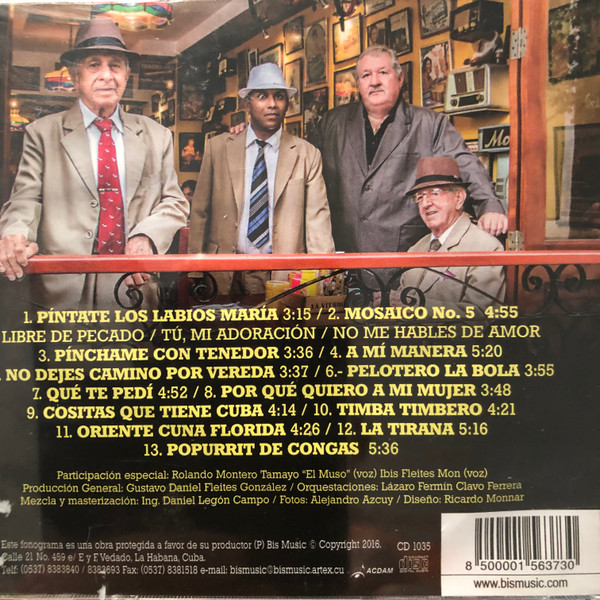 1. PÍNTATE LOS LABIOS MARÍA 3:15 / 2. MOSAICO No. 5 4:55
LIBRE DE PECADO / TÚ, MI ADORACIÓN / NO ME HABLES DE AMOR
3. PÍNCHAME CON TENEDOR 3:36 / 4. A MÍ MANERA 5:20
NO DEJES CAMINO POR VEREDA 3:37 / 6.- PELOTERO LA BOLA 3:55
7. QUÉ TE PEDÍ 4:52 / 8. POR QUÉ QUIERO A MI MUJER 3:48
9. COSITAS QUE TIENE CUBA 4:14 / 10. TIMBA TIMBERO 4:21
11. ORIENTE CUNA FLORIDA 4:26 / 12. LA TIRANA 5:16
13. POPURRIT DE CONGAS 5:36
Participación especial: Rolando Montero Tamayo "El Muso" (voz) Ibis Fleites Mon (voz)
Producción General: Gustavo Daniel Fleites González / Orquestaciones: Lázaro Fermín Clavo Ferrera
Mezcla y masterización: Ing. Daniel Legón Campo / Fotos: Alejandro Azcuy / Diseño: Ricardo Monnar
Este fonograma es una obra protegida a favor de su productor (P) Bis Music © Copyright 2016.
Calle 21 No. 459 e/ E y F Vedado, La Habana, Cuba.
Telf: (0537) 8383840 / 8382693 Fax: (0537) 8381518 e-mail: bismusic@bismusic.artex.cu
CD 1035
ACDAM
8 500001 563730
www.bismusic.com